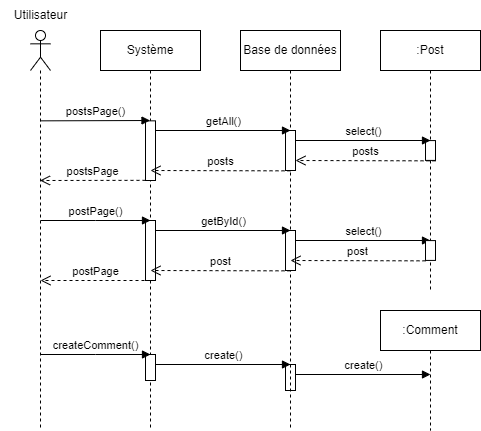 Utilisateur
Système
Base de données
:Post
postsPage()
getAll()
select()
posts
posts
postsPage
postPage()
getById()
select()
post
post
postPage
:Comment
createComment()
create()
create()